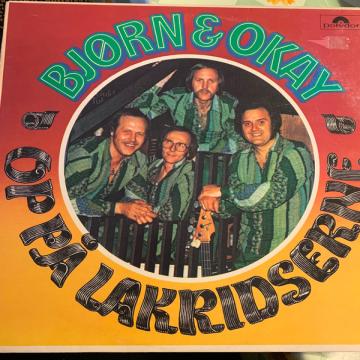 polydor
BJØRN & OKAY
OP PÅ LAKRIDSERNE